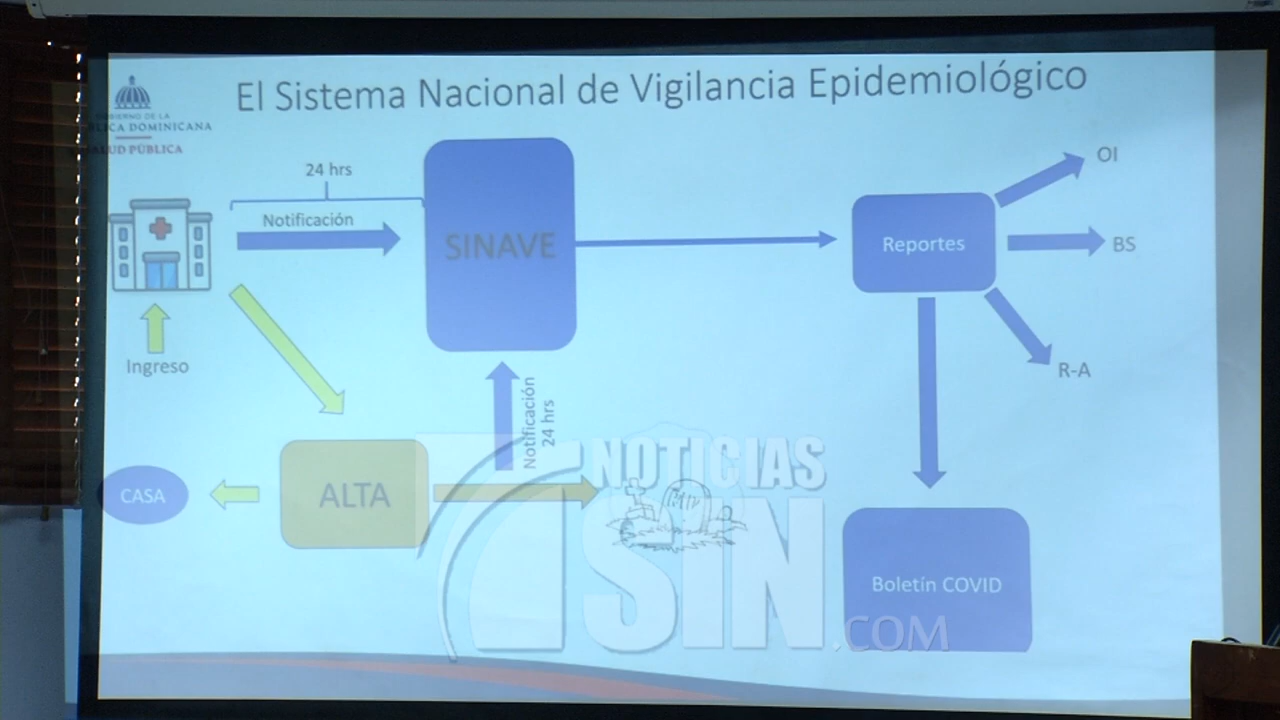 El Sistema Nacional de Vigilancia Epidemiológico
GOBIERNO DE LA
BLICA DOMINICANA
SALUD PÚBLICA
24 hrs
Notificación
SINAVE
Reportes
OI
BS
R-A
Ingreso
Notificación
24 hrs
CASA
ALTA
NOTICIAS
SIN
.COM
Boletín COVID